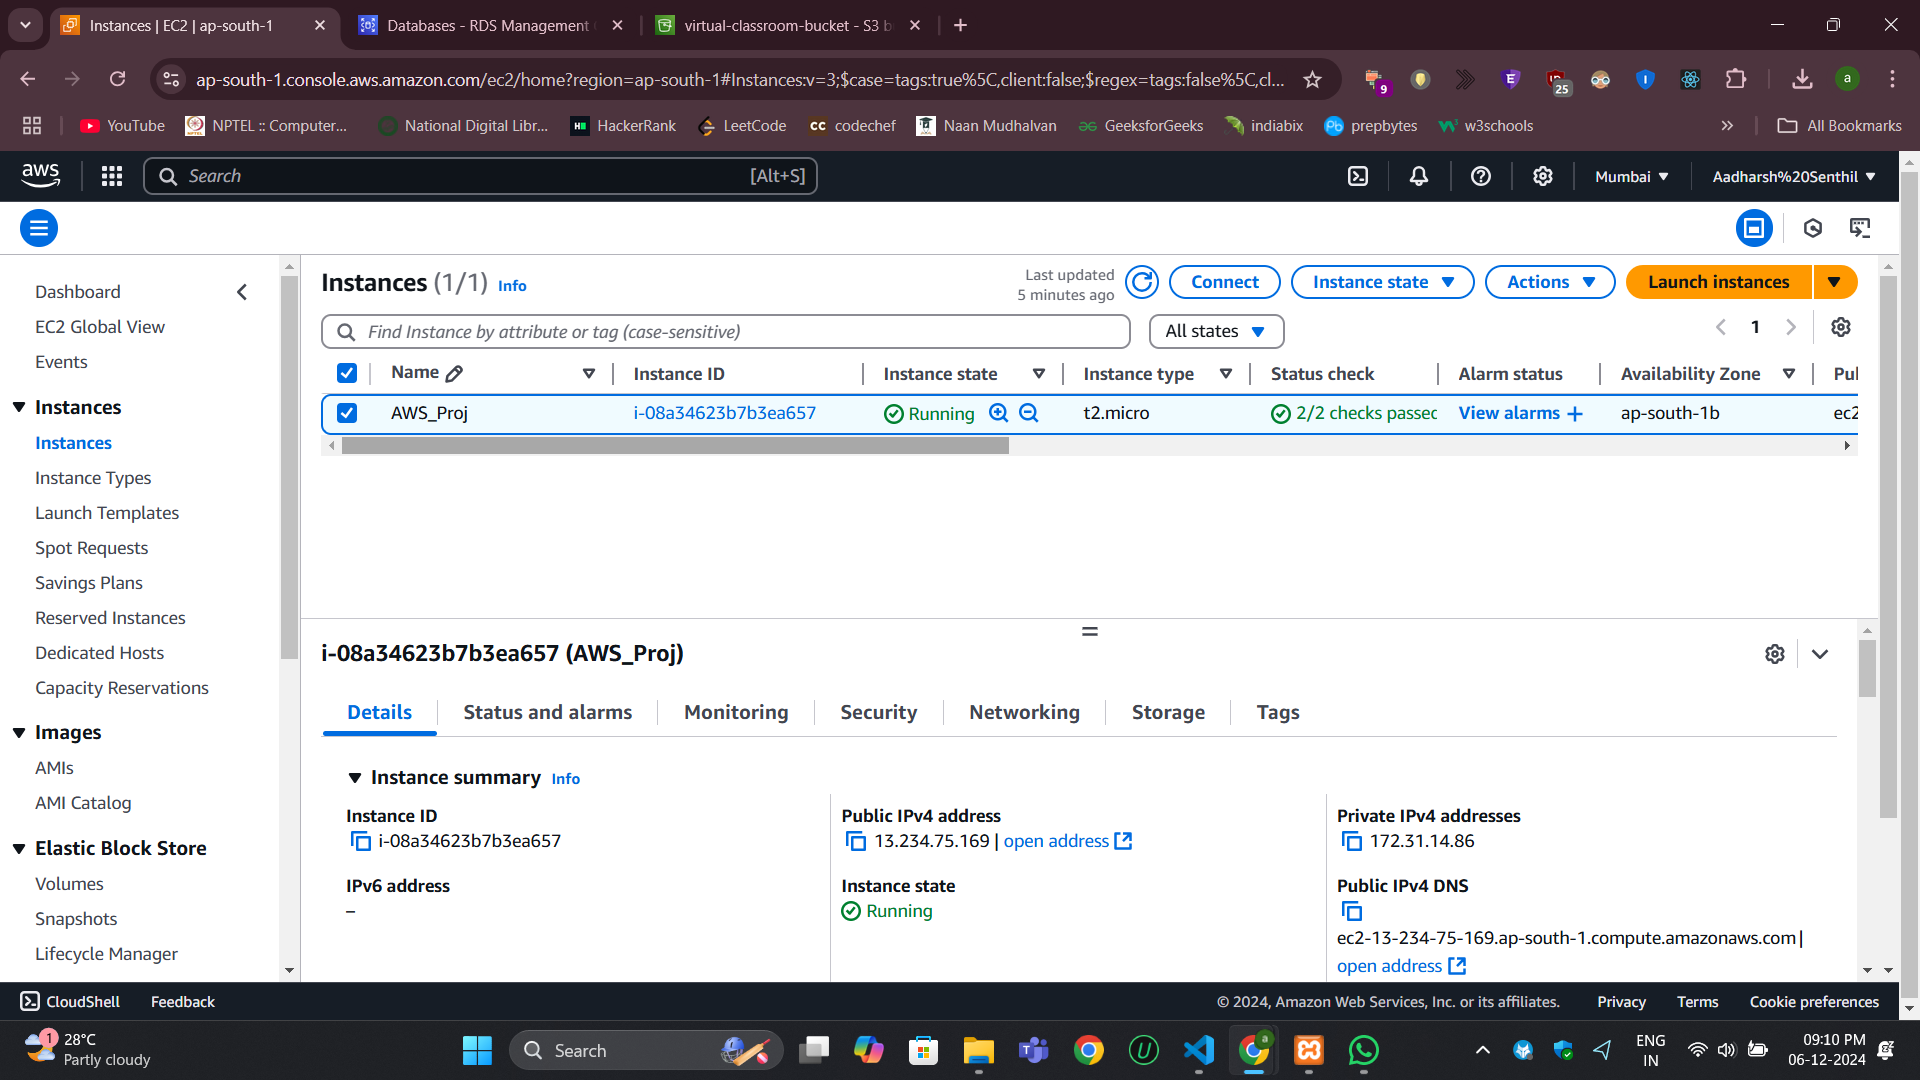 Instances | EC2 | ap-south-1
Databases - RDS Management
virtual-classroom-bucket - S3 b
ap-south-1.console.aws.amazon.com/ec2/home?region=ap-south-1#Instances:v=3;$case=tags:true%5C,client:false;$regex=tags:false%5C,cl...
9
E
25
a
YouTube
NPTEL :: Computer...
National Digital Libr...
HackerRank
LeetCode
CC codechef
Naan Mudhalvan
GeeksforGeeks
indiabix
prepbytes
w3schools
All Bookmarks
aws
Search
[Alt+S]
Mumbai
Aadharsh%20Senthil
Dashboard
EC2 Global View
Events
Instances
Instances
Instance Types
Launch Templates
Spot Requests
Savings Plans
Reserved Instances
Dedicated Hosts
Capacity Reservations
Images
AMIs
AMI Catalog
Elastic Block Store
Volumes
Snapshots
Lifecycle Manager
Instances (1/1) Info
Last updated
5 minutes ago
Connect
Instance state
Actions
Launch instances
Find Instance by attribute or tag (case-sensitive)
All states
1
Name
Instance ID
Instance state
Instance type
Status check
Alarm status
Availability Zone
Pul
AWS_Proj
i-08a34623b7b3ea657
Running
t2.micro
2/2 checks passec
View alarms +
ap-south-1b
ec2
i-08a34623b7b3ea657 (AWS_Proj)
Details
Status and alarms
Monitoring
Security
Networking
Storage
Tags
Instance summary Info
Instance ID
i-08a34623b7b3ea657
Public IPv4 address
13.234.75.169 | open address
Private IPv4 addresses
172.31.14.86
IPv6 address
–
Instance state
Running
Public IPv4 DNS
ec2-13-234-75-169.ap-south-1.compute.amazonaws.com |
open address
CloudShell
Feedback
© 2024, Amazon Web Services, Inc. or its affiliates.
Privacy
Terms
Cookie preferences
1
28°C
Partly cloudy
Search
a
ENG
IN
09:10 PM
06-12-2024